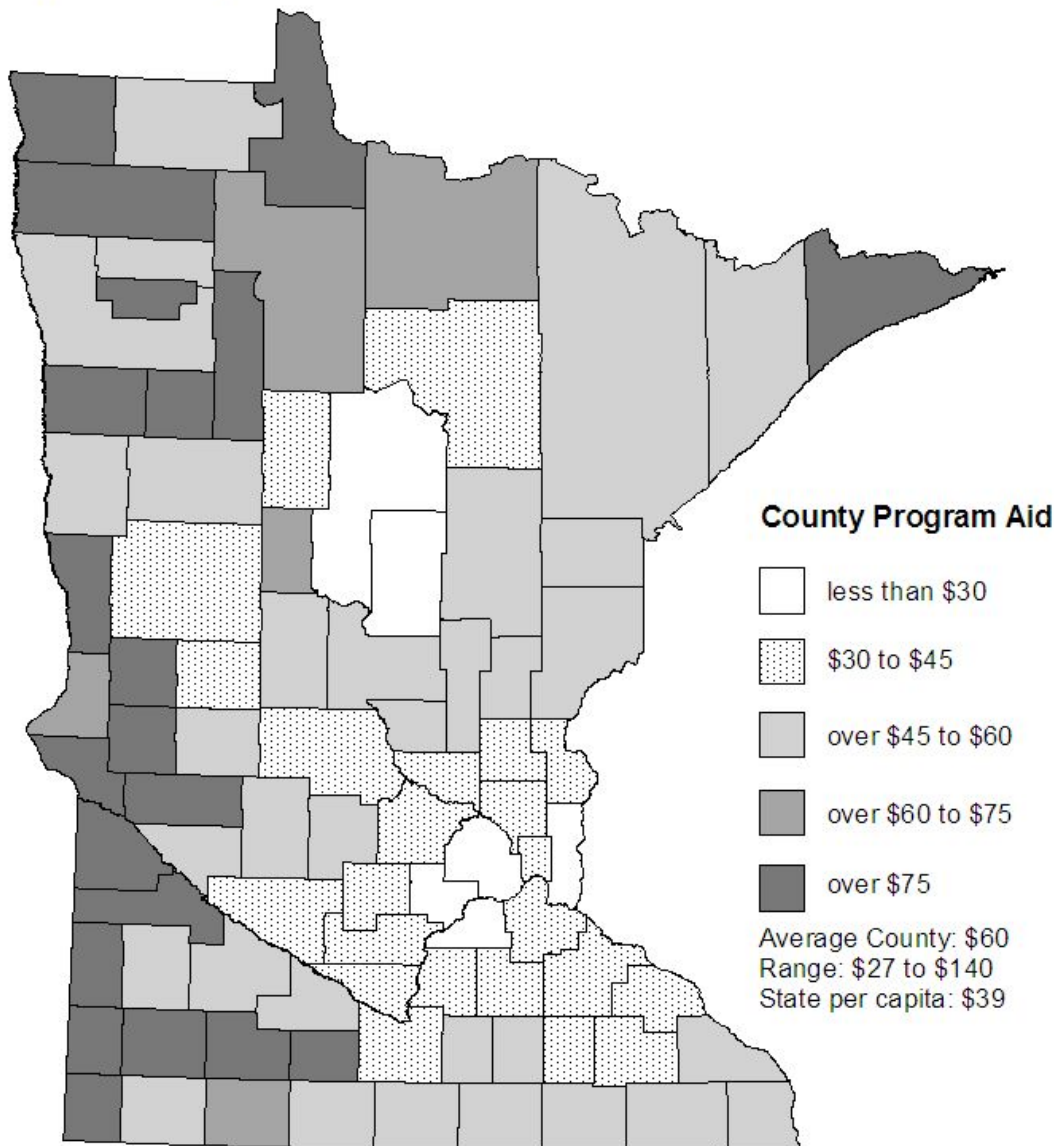 County Program Aid
less than $30
$30 to $45
over $45 to $60
over $60 to $75
over $75
Average County: $60
Range: $27 to $140
State per capita: $39